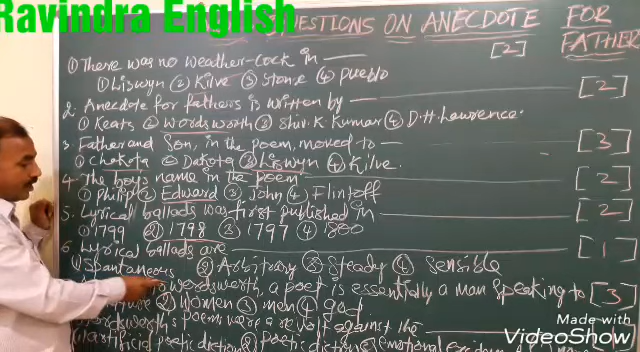 Ravindra English
QUESTIONS ON ANECDOTE FOR FATHERS
① There was no weather-cock in —— [2]
① Liswyn ② Kilve ③ Stone ④ Pueblo
2. Anecdote for fathers is written by —— [2]
① Keats ② Wordsworth ③ Shiv. K. Kumar ④ D.H. Lawrence.
3. Father and Son, in the poem, moved to —— [3]
① Chakota ② Dakota ③ Liswyn ④ Kilve.
4. The boy's name in the poem —— [2]
① Philip ② Edward ③ John ④ Flintoff
5. Lyrical ballads was first published in —— [2]
① 1799 ② 1798 ③ 1797 ④ 1800
6. Lyrical ballads are —— [1]
① Spontaneous ② Arbitrary ③ Steady ④ Sensible
wordsworth, a poet is essentially a man speaking to [3]
② Women ③ men ④ god
wordsworth's poems were a revolt against the ——
artificial poetic diction ② poetic diction ③ emotional
Made with
VideoShow